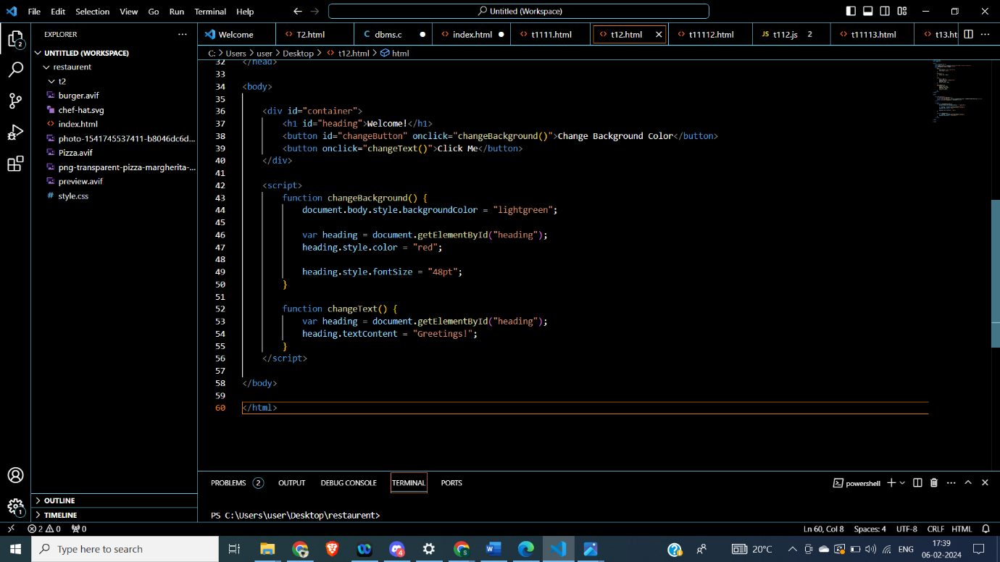 File Edit Selection View Go Run Terminal Help
Untitled (Workspace)
EXPLORER
Welcome
T2.html
dbms.c
index.html
t1111.html
t12.html
t11112.html
t112.js 2
t11113.html
t13.ht
C: > Users > user > Desktop > t12.html > html
2
UNTITLED (WORKSPACE)
restaurent
t2
burger.avif
chef-hat.svg
index.html
photo-1541745537411-b8046dc6d...
Pizza.avif
png-transparent-pizza-margherita-...
preview.avif
style.css
OUTLINE
TIMELINE
1
32 </head>
33
34 <body>
35
36 <div id="container">
37 <h1 id="heading">Welcome!</h1>
38 <button id="changeButton" onclick="changeBackground()">Change Background Color</button>
39 <button onclick="changeText()">Click Me</button>
40 </div>
41
42 <script>
43 function changeBackground() {
44 document.body.style.backgroundColor = "lightgreen";
45
46 var heading = document.getElementById("heading");
47 heading.style.color = "red";
48
49 heading.style.fontSize = "48pt";
50 }
51
52 function changeText() {
53 var heading = document.getElementById("heading");
54 heading.textContent = "Greetings!";
55 }
56 </script>
57
58 </body>
59
60 </html>
PROBLEMS 2 OUTPUT DEBUG CONSOLE TERMINAL PORTS
powershell
PS C:\Users\user\Desktop\restaurent>
2 0 0
Ln 60, Col 8 Spaces: 4 UTF-8 CRLF HTML
Type here to search
4
20°C
ENG
17:39
06-02-2024